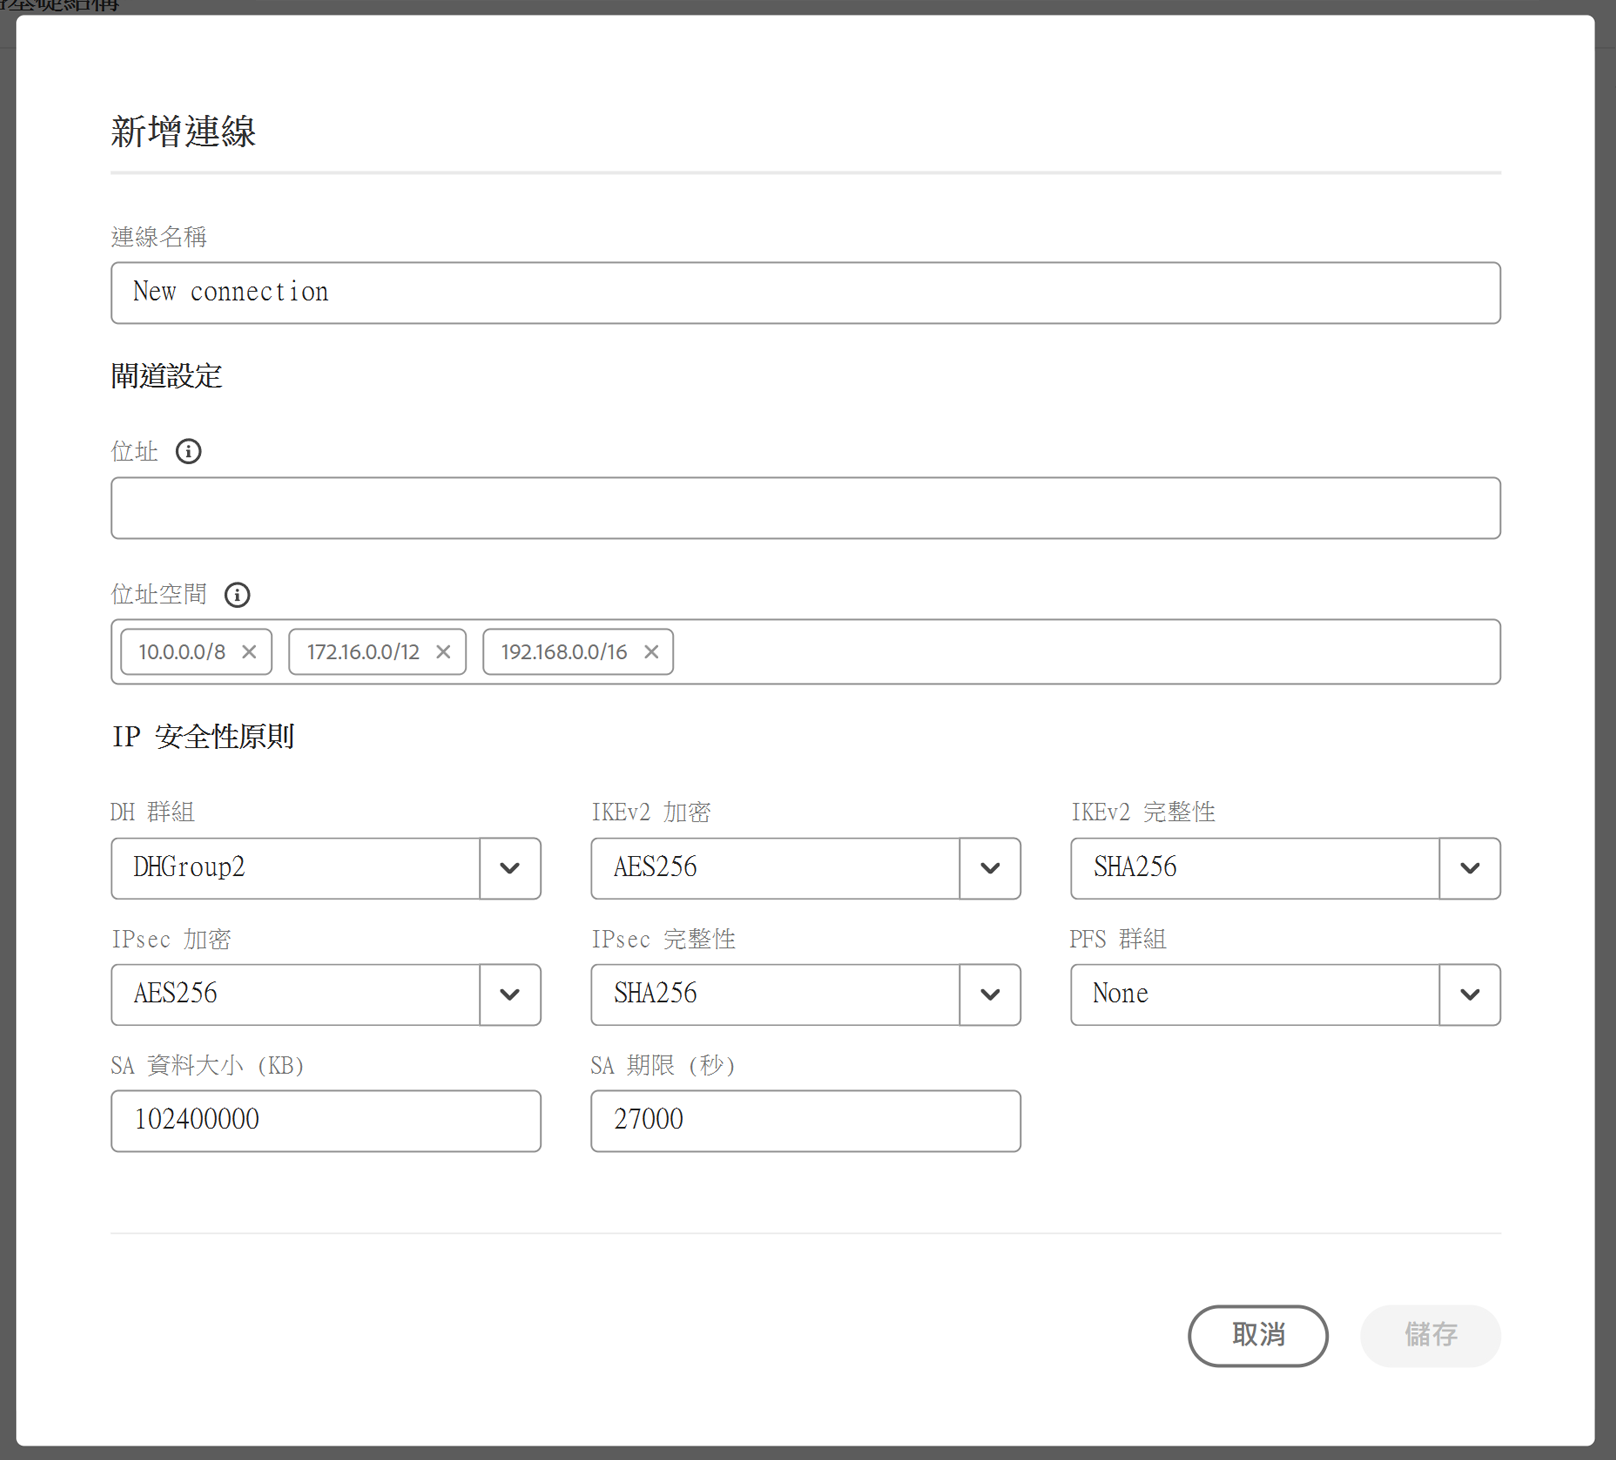 新增連線
連線名稱
New connection
閘道設定
位址
位址空間
10.0.0.0/8 172.16.0.0/12 192.168.0.0/16
IP 安全性原則
DH 群組 IKEv2 加密 IKEv2 完整性
DHGroup2 AES256 SHA256
IPsec 加密 IPsec 完整性 PFS 群組
AES256 SHA256 None
SA 資料大小 (KB) SA 期限 (秒)
102400000 27000
取消 儲存